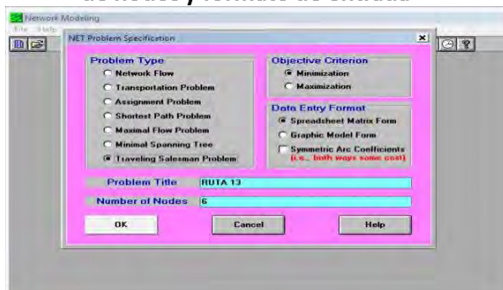 de nodos y formato de entrada
Network Modeling
File Help
NET Problem Specification
Problem Type
Network Flow
Transportation Problem
Assignment Problem
Shortest Path Problem
Maximal Flow Problem
Minimal Spanning Tree
Traveling Salesman Problem
Objective Criterion
Minimization
Maximization
Data Entry Format
Spreadsheet Matrix Form
Graphic Model Form
Symmetric Arc Coefficients
(i.e., both ways same cost)
Problem Title RUTA 13
Number of Nodes 6
OK Cancel Help